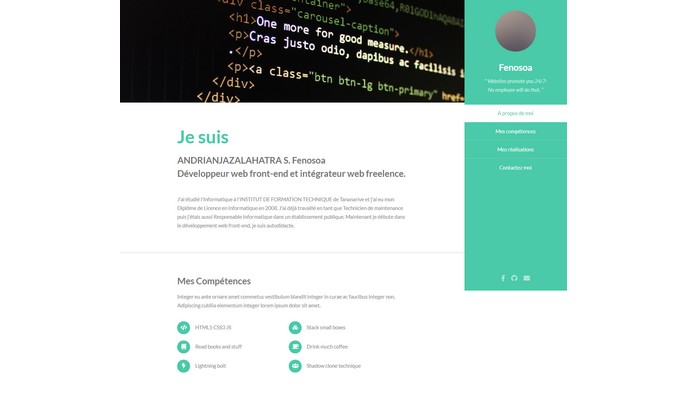 div class="container">
class="carousel-caption">
<h1>One more for good measure.</h1>
<p>Cras justo odio, dapibus ac facilisis i
.</p>
<p><a class="btn btn-lg btn-primary" href=
</div>
</div>
Fenosoa
" Websites promote you 24/7:
No employee will do that. "
A propos de moi
Mes compétences
Mes réalisations
Contactez moi
Je suis
ANDRIANJAZALAHATRA S. Fenosoa
Développeur web front-end et intégrateur web freelence.
J'ai étudié l'Informatique à l'INSTITUT DE FORMATION TECHNIQUE de Tananarive et j'ai eu mon
Diplôme de Licence en Informatique en 2008. J'ai déjà travaillé en tant que Technicien de maintenance
puis j'étais aussi Responsable Informatique dans un établissement publique. Maintenant je débute dans
le développement web front-end, je suis autodidacte.
Mes Compétences
Integer eu ante ornare amet commetus vestibulum blandit integer in curae ac faucibus integer non.
Adipiscing cubilia elementum integer lorem ipsum dolor sit amet.
HTML5 CSS3 JS
Stack small boxes
Read books and stuff
Drink much coffee
Lightning bolt
Shadow clone technique